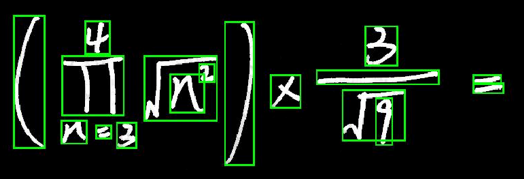 (∏_{n=3}^{4} √n²) × 3/√9 =